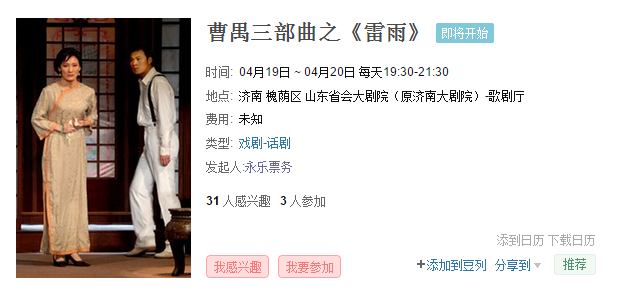 曹禺三部曲之《雷雨》 即将开始
时间: 04月19日 ~ 04月20日 每天19:30-21:30
地点: 济南 槐荫区 山东省会大剧院（原济南大剧院）-歌剧厅
费用: 未知
类型: 戏剧-话剧
发起人:永乐票务
31 人感兴趣 3 人参加
添到日历 下载日历
我感兴趣 我要参加 +添加到豆列 分享到 推荐